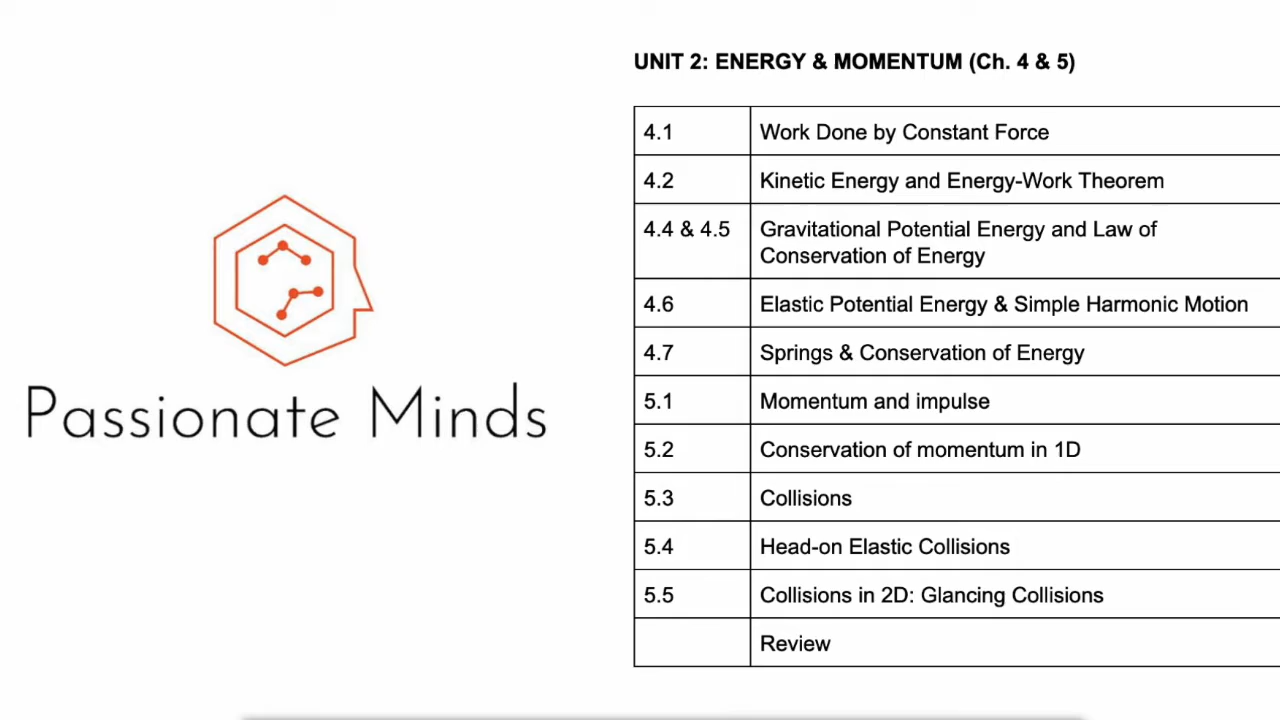 Passionate Minds
UNIT 2: ENERGY & MOMENTUM (Ch. 4 & 5)
4.1 Work Done by Constant Force
4.2 Kinetic Energy and Energy-Work Theorem
4.4 & 4.5 Gravitational Potential Energy and Law of
Conservation of Energy
4.6 Elastic Potential Energy & Simple Harmonic Motion
4.7 Springs & Conservation of Energy
5.1 Momentum and impulse
5.2 Conservation of momentum in 1D
5.3 Collisions
5.4 Head-on Elastic Collisions
5.5 Collisions in 2D: Glancing Collisions
Review